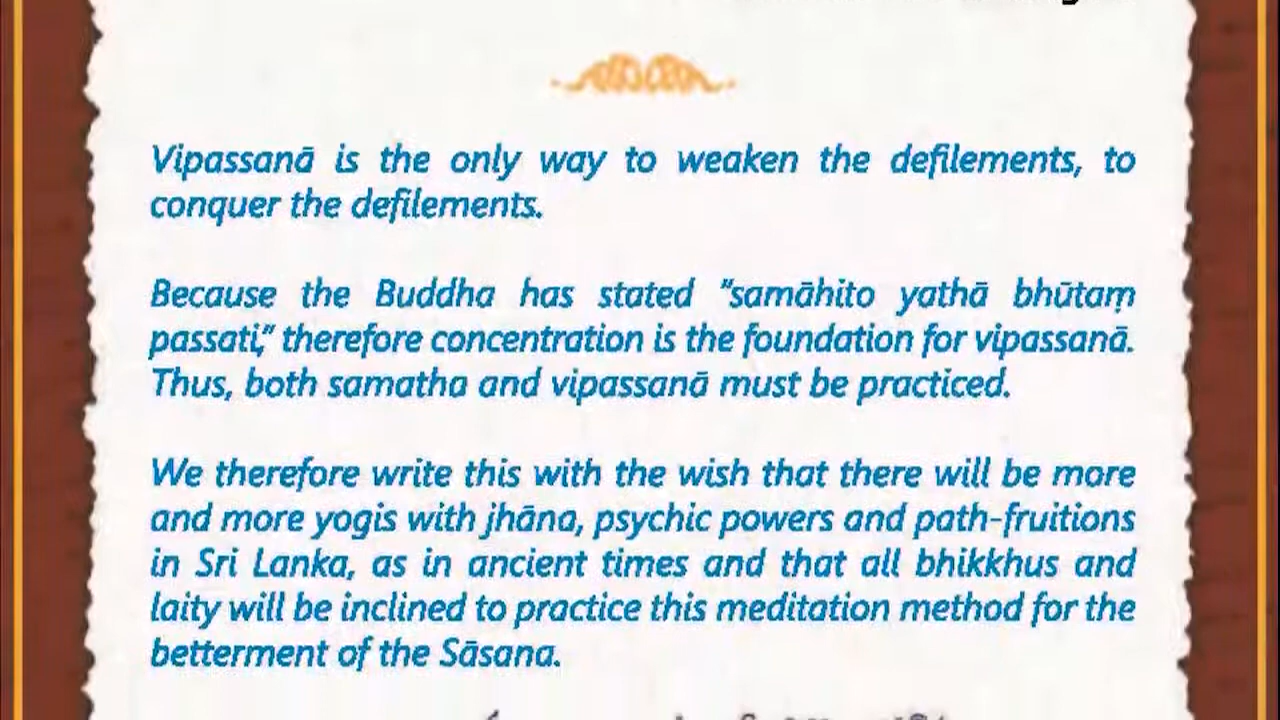 Vipassanā is the only way to weaken the defilements, to
conquer the defilements.
Because the Buddha has stated "samāhito yathā bhūtaṃ
passati," therefore concentration is the foundation for vipassanā.
Thus, both samatha and vipassanā must be practiced.
We therefore write this with the wish that there will be more
and more yogis with jhāna, psychic powers and path-fruitions
in Sri Lanka, as in ancient times and that all bhikkhus and
laity will be inclined to practice this meditation method for the
betterment of the Sāsana.